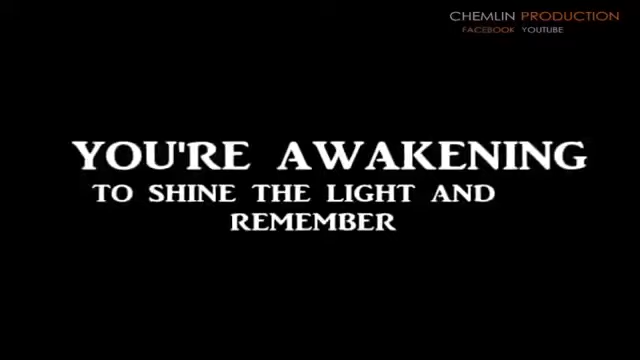 CHEMLIN PRODUCTION
FACEBOOK YOUTUBE
YOU'RE AWAKENING
TO SHINE THE LIGHT AND
REMEMBER